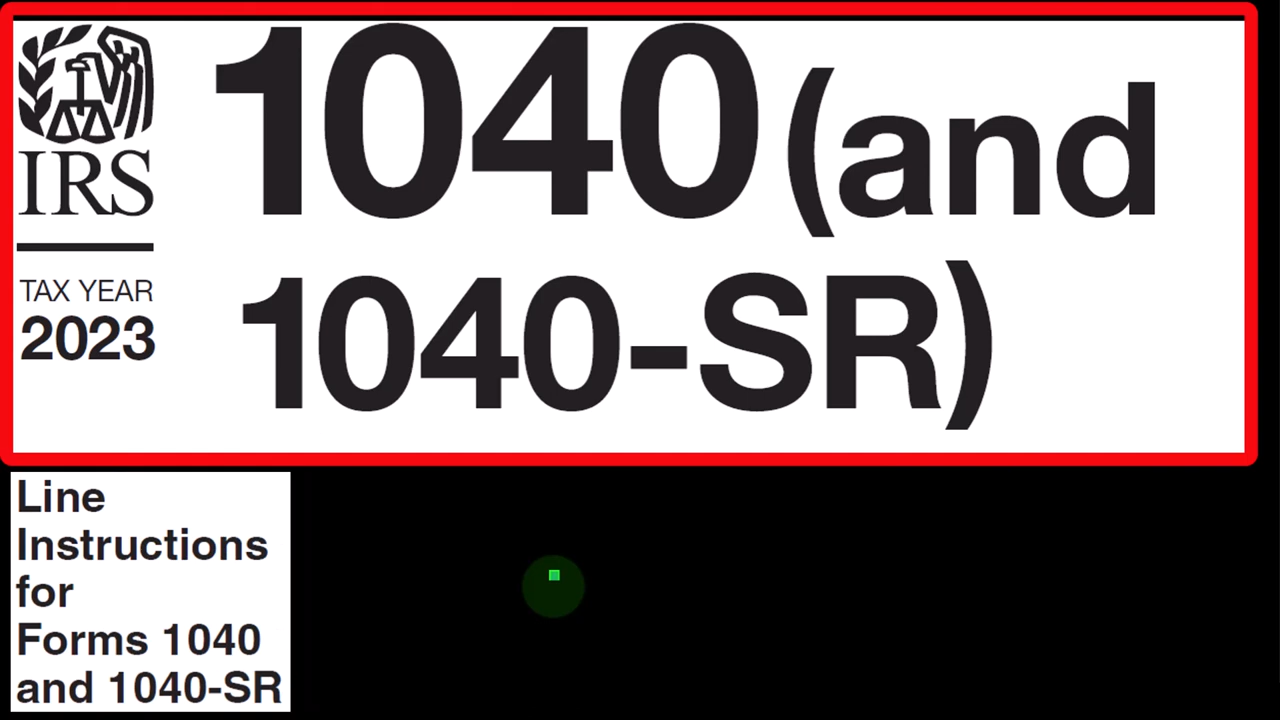 1040 (and
1040-SR)
IRS
TAX YEAR
2023
Line
Instructions
for
Forms 1040
and 1040-SR